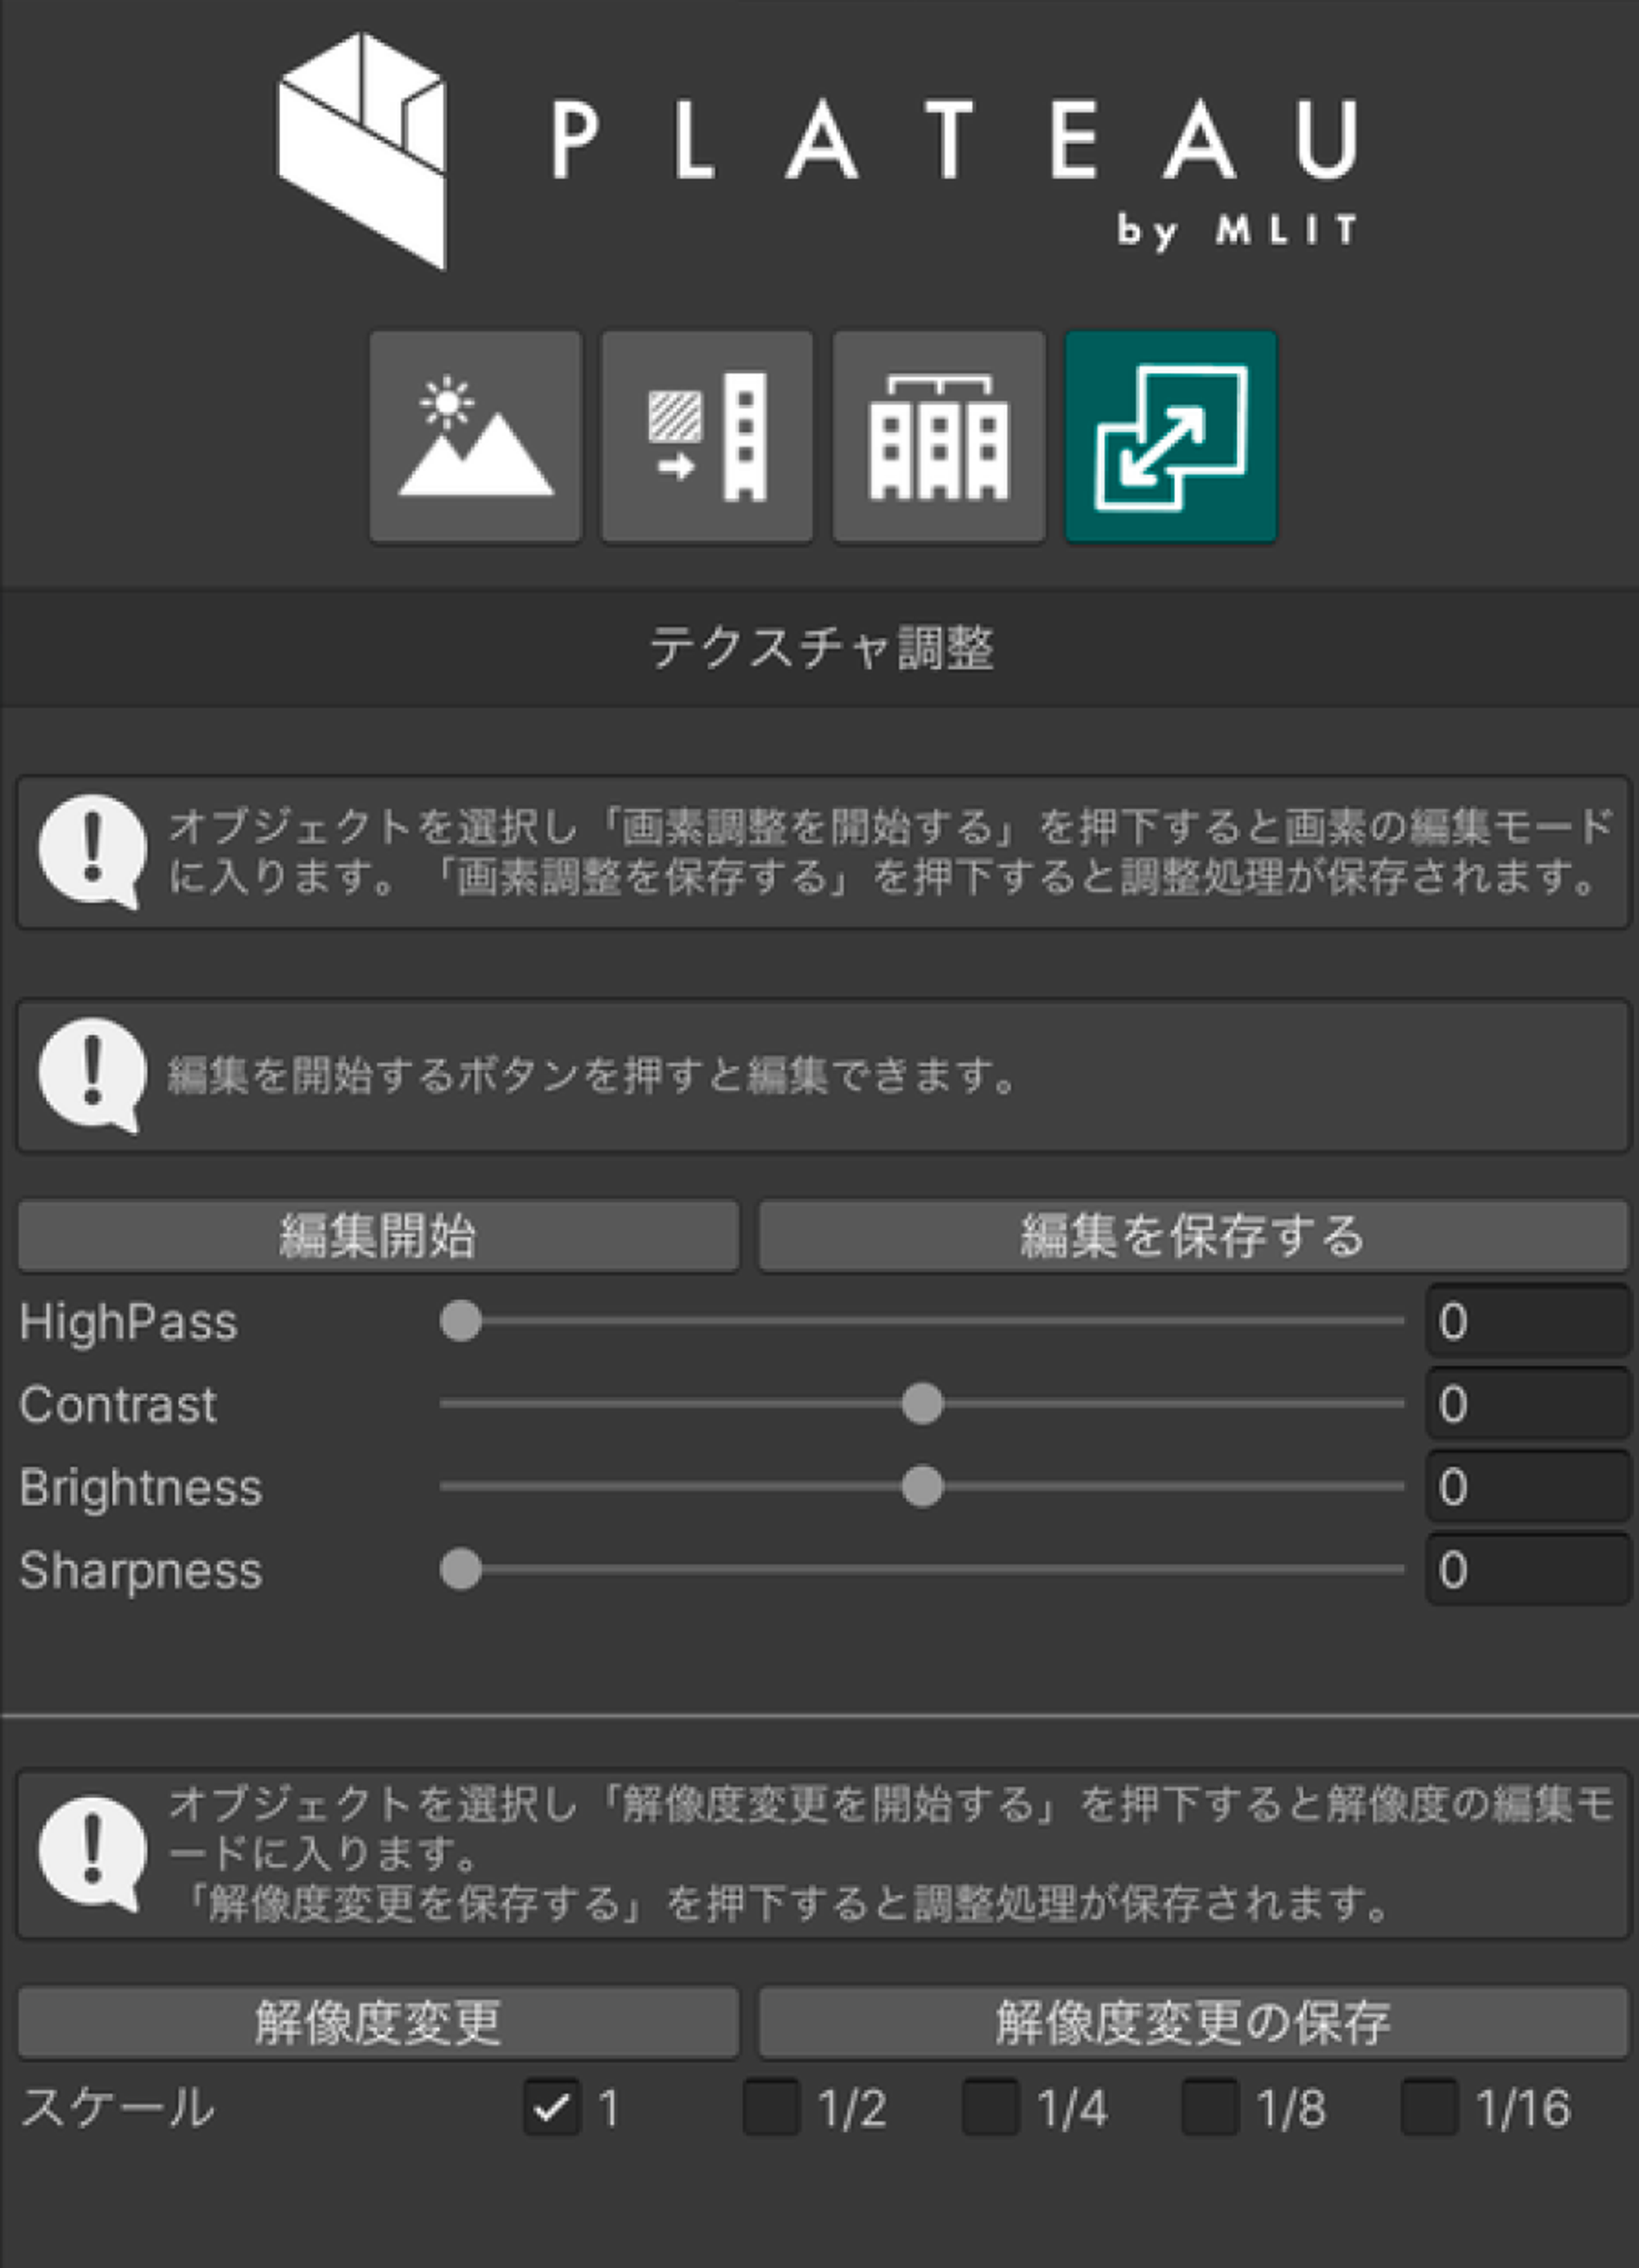 PLATEAU
by MLIT
テクスチャ調整
オブジェクトを選択し「画素調整を開始する」を押下すると画素の編集モード
に入ります。「画素調整を保存する」を押下すると調整処理が保存されます。
編集を開始するボタンを押すと編集できます。
編集開始 編集を保存する
HighPass 0
Contrast 0
Brightness 0
Sharpness 0
オブジェクトを選択し「解像度変更を開始する」を押下すると解像度の編集モ
ードに入ります。
「解像度変更を保存する」を押下すると調整処理が保存されます。
解像度変更 解像度変更の保存
スケール 1 1/2 1/4 1/8 1/16